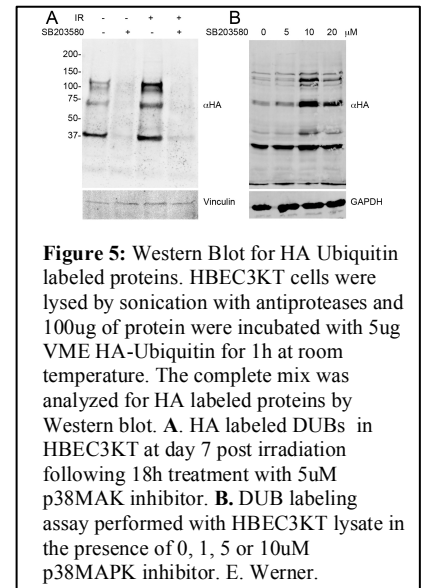 A
B
IR - - + +
SB203580 - + - +
SB203580 0 5 10 20 µM
200-
150-
100-
75-
50-
37-
αHA
αHA
Vinculin
GAPDH
Figure 5: Western Blot for HA Ubiquitin
labeled proteins. HBEC3KT cells were
lysed by sonication with antiproteases and
100ug of protein were incubated with 5ug
VME HA-Ubiquitin for 1h at room
temperature. The complete mix was
analyzed for HA labeled proteins by
Western blot. A. HA labeled DUBs in
HBEC3KT at day 7 post irradiation
following 18h treatment with 5uM
p38MAK inhibitor. B. DUB labeling
assay performed with HBEC3KT lysate in
the presence of 0, 1, 5 or 10uM
p38MAPK inhibitor. E. Werner.